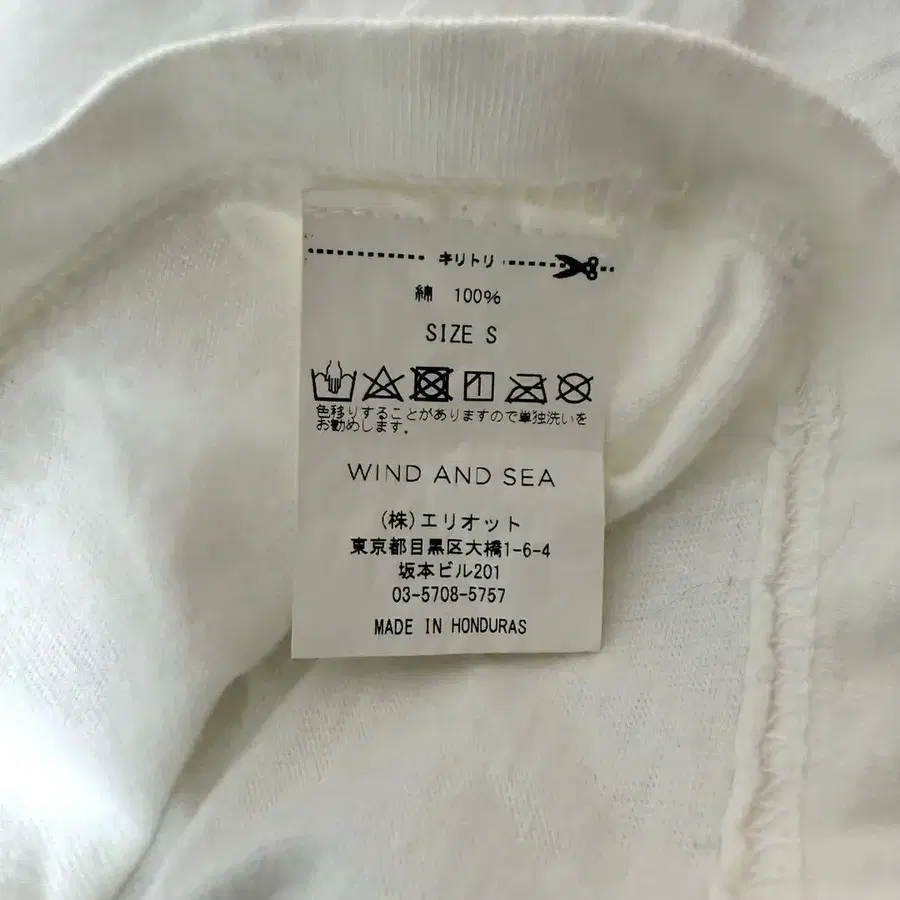 キリトリ
綿 100%
SIZE S
色移りすることがありますので単独洗いを
お勧めします。
WIND AND SEA
(株)エリオット
東京都目黒区大橋1-6-4
坂本ビル201
03-5708-5757
MADE IN HONDURAS